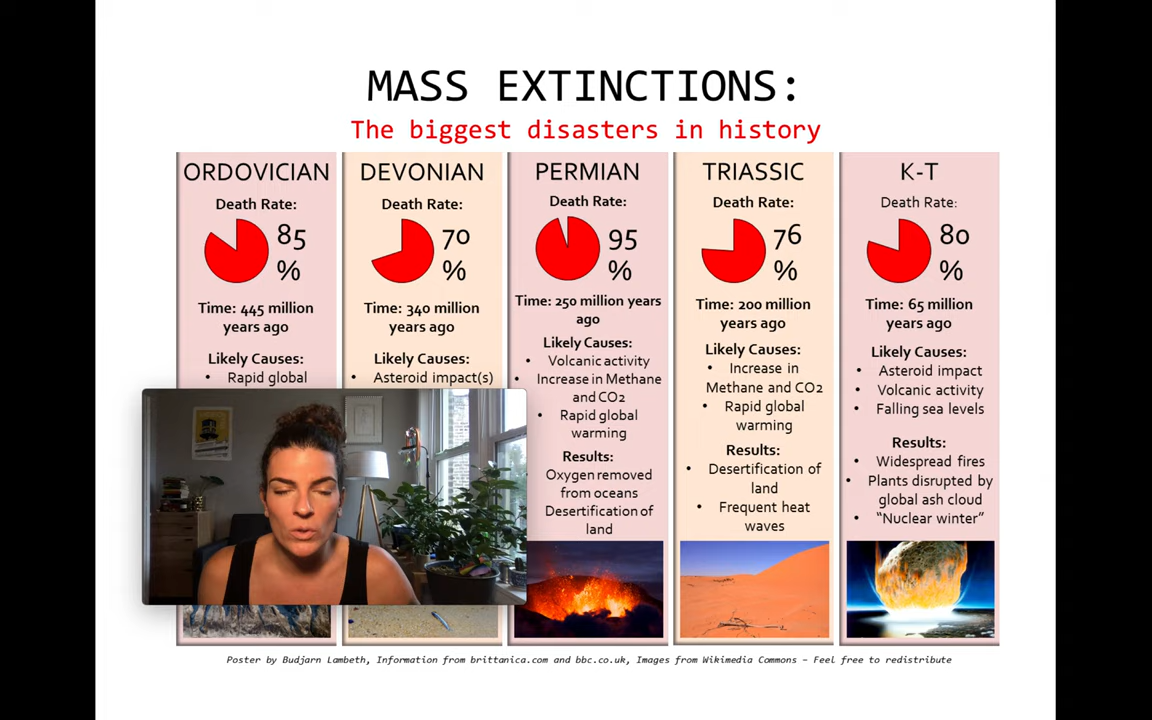 MASS EXTINCTIONS:
The biggest disasters in history
ORDOVICIAN
Death Rate:
85
%
Time: 445 million
years ago
Likely Causes:
• Rapid global
DEVONIAN
Death Rate:
70
%
Time: 340 million
years ago
Likely Causes:
• Asteroid impact(s)
PERMIAN
Death Rate:
95
%
Time: 250 million years
ago
Likely Causes:
• Volcanic activity
• Increase in Methane
and CO2
• Rapid global
warming
Results:
Oxygen removed
from oceans
Desertification of
land
TRIASSIC
Death Rate:
76
%
Time: 200 million
years ago
Likely Causes:
• Increase in
Methane and CO2
• Rapid global
warming
Results:
• Desertification of
land
• Frequent heat
waves
K-T
Death Rate:
80
%
Time: 65 million
years ago
Likely Causes:
• Asteroid impact
• Volcanic activity
• Falling sea levels
Results:
• Widespread fires
• Plants disrupted by
global ash cloud
• “Nuclear winter”
Poster by Budjarn Lambeth, Information from brittanica.com and bbc.co.uk, Images from Wikimedia Commons – Feel free to redistribute